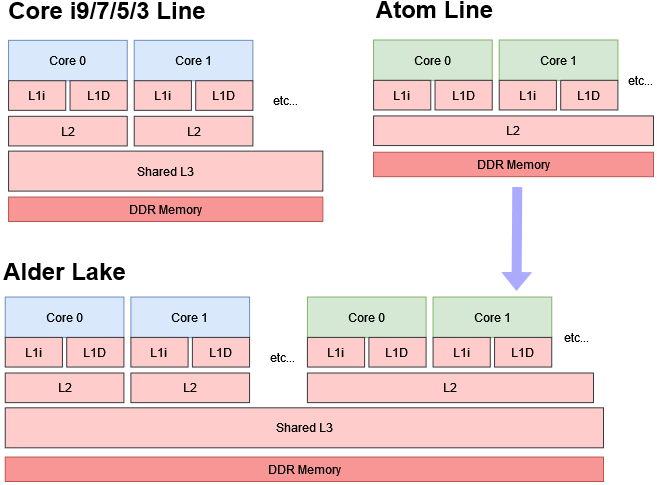 Core i9/7/5/3 Line
Core 0
Core 1
L1i
L1D
L1i
L1D
etc...
L2
L2
Shared L3
DDR Memory
Atom Line
Core 0
Core 1
etc...
L1i
L1D
L1i
L1D
L2
DDR Memory
Alder Lake
Core 0
Core 1
L1i
L1D
L1i
L1D
etc...
L2
L2
Core 0
Core 1
etc...
L1i
L1D
L1i
L1D
L2
Shared L3
DDR Memory